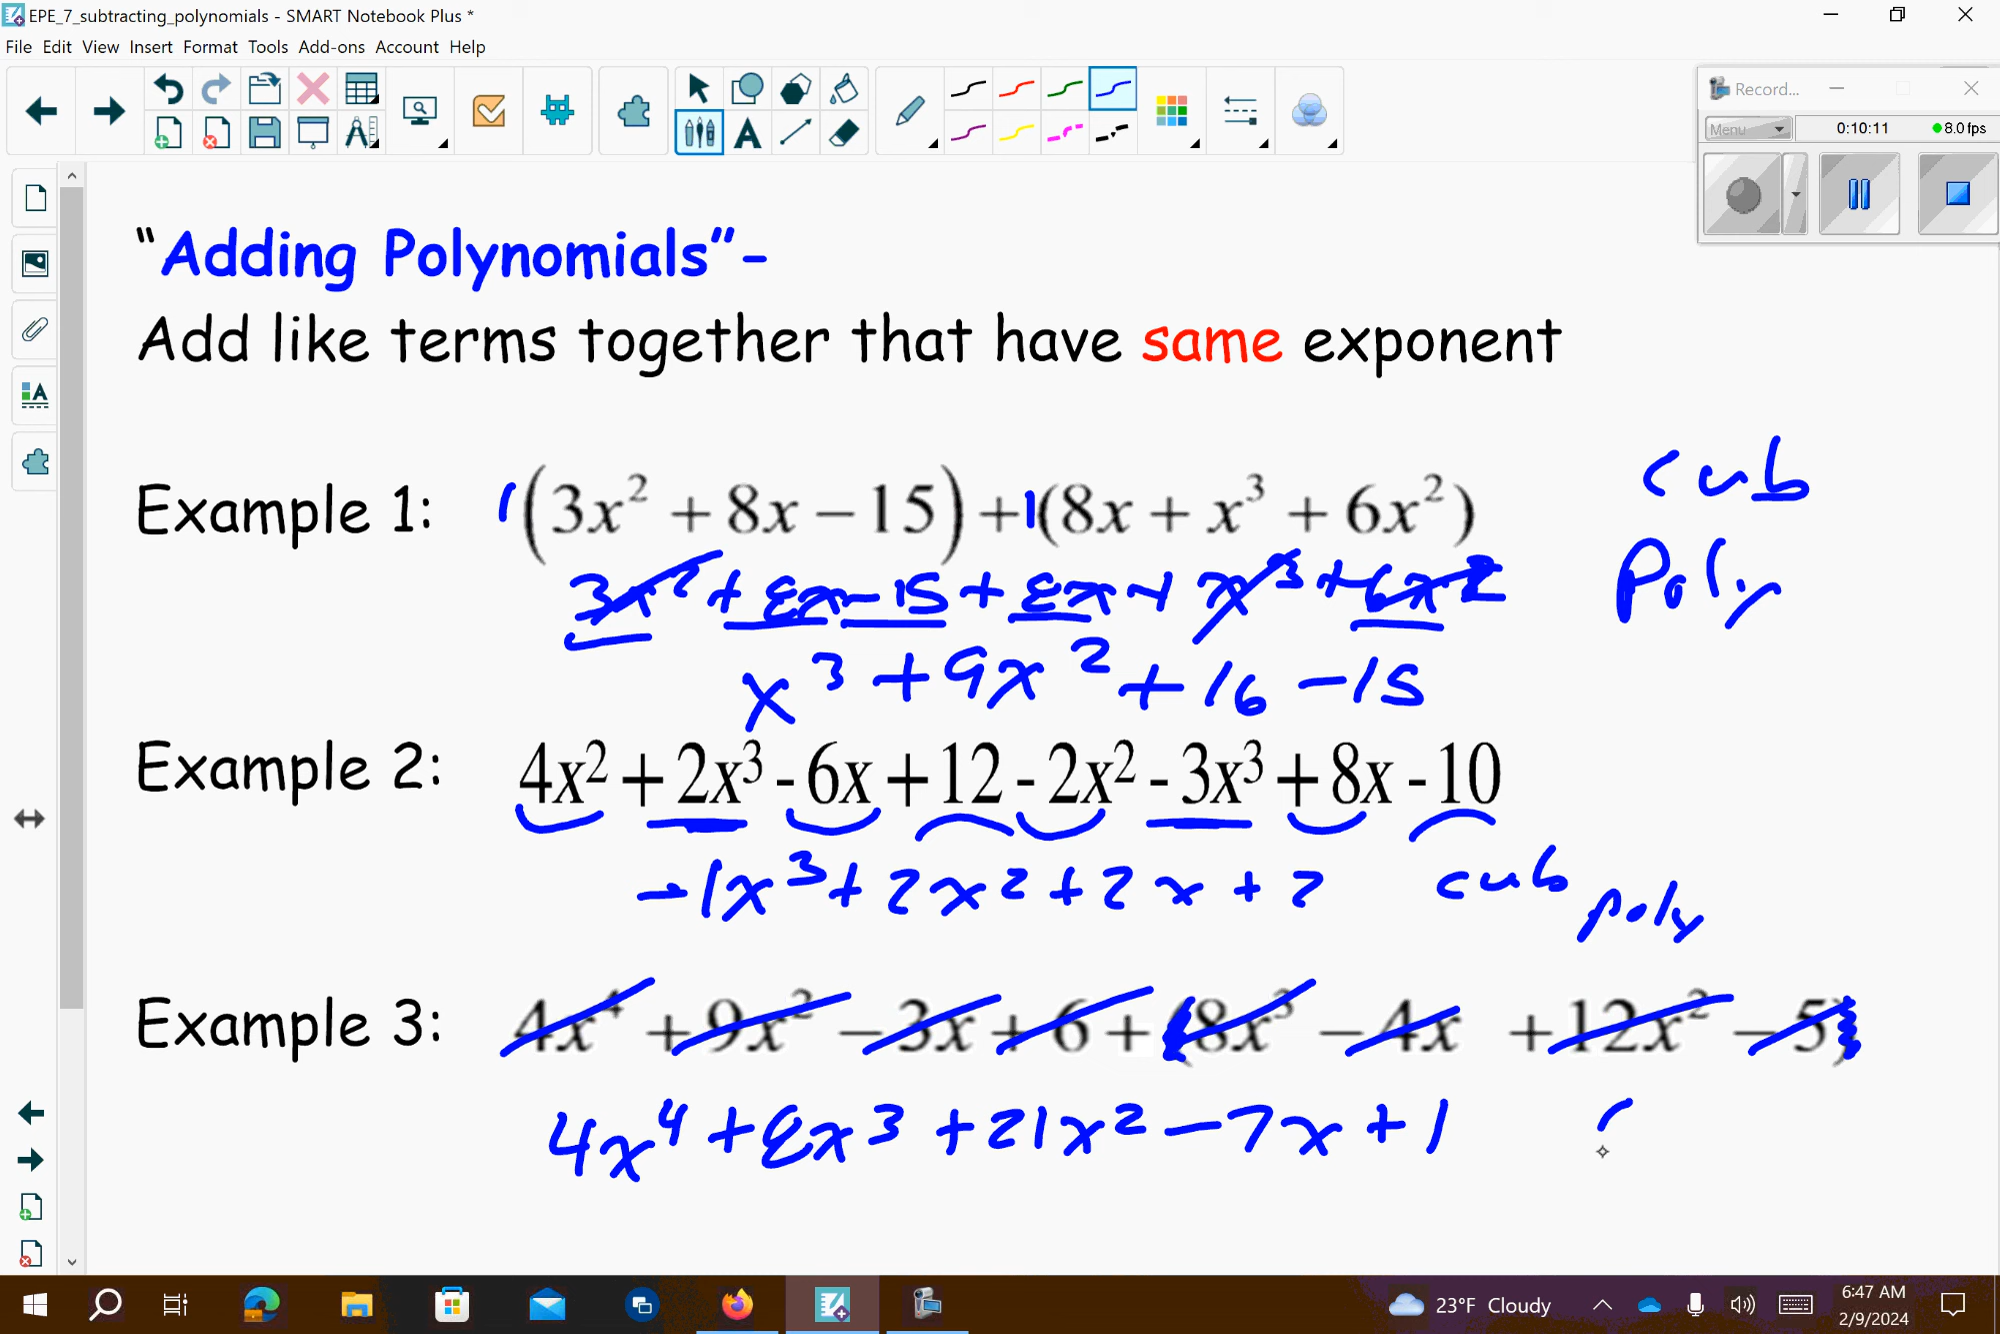 EPE_7_subtracting_polynomials - SMART Notebook Plus *
File Edit View Insert Format Tools Add-ons Account Help
Record...
Menu 0:10:11 8.0 fps
"Adding Polynomials"-
Add like terms together that have same exponent
Example 1: 1(3x² + 8x − 15) + 1(8x + x³ + 6x²)
cub
poly
3x² + 8x − 15 + 8x + x³ + 6x²
x³ + 9x² + 16 − 15
Example 2: 4x² + 2x³ - 6x + 12 - 2x² - 3x³ + 8x - 10
-1x³ + 2x² + 2x + 2 cub poly
Example 3: 4x⁴ + 9x² − 3x + 6 + (8x³ − 4x + 12x² − 5)
4x⁴ + 8x³ + 21x² − 7x + 1
23°F Cloudy
6:47 AM
2/9/2024